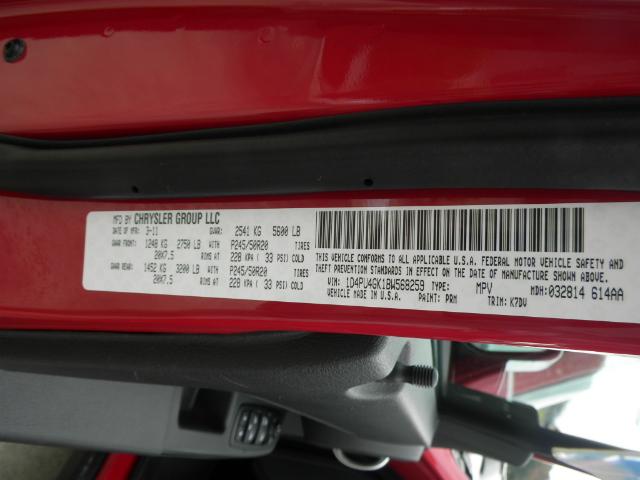 MFD BY CHRYSLER GROUP LLC
DATE OF MFR: 3-11 GVWR: 2541 KG 5600 LB
GAWR FRONT: 1248 KG 2750 LB WITH P245/50R20 TIRES
20X7.5 RIMS AT 228 KPA ( 33 PSI) COLD
GAWR REAR: 1452 KG 3200 LB WITH P245/50R20 TIRES
20X7.5 RIMS AT 228 KPA ( 33 PSI) COLD
THIS VEHICLE CONFORMS TO ALL APPLICABLE U.S.A. FEDERAL MOTOR VEHICLE SAFETY AND
THEFT PREVENTION STANDARDS IN EFFECT ON THE DATE OF MANUFACTURE SHOWN ABOVE.
VIN: 1D4PU4GK1BW568259 TYPE: MPV MDH: 032814 614AA
VEHICLE MADE IN U.S.A. PAINT: PRM TRIM: K7DV